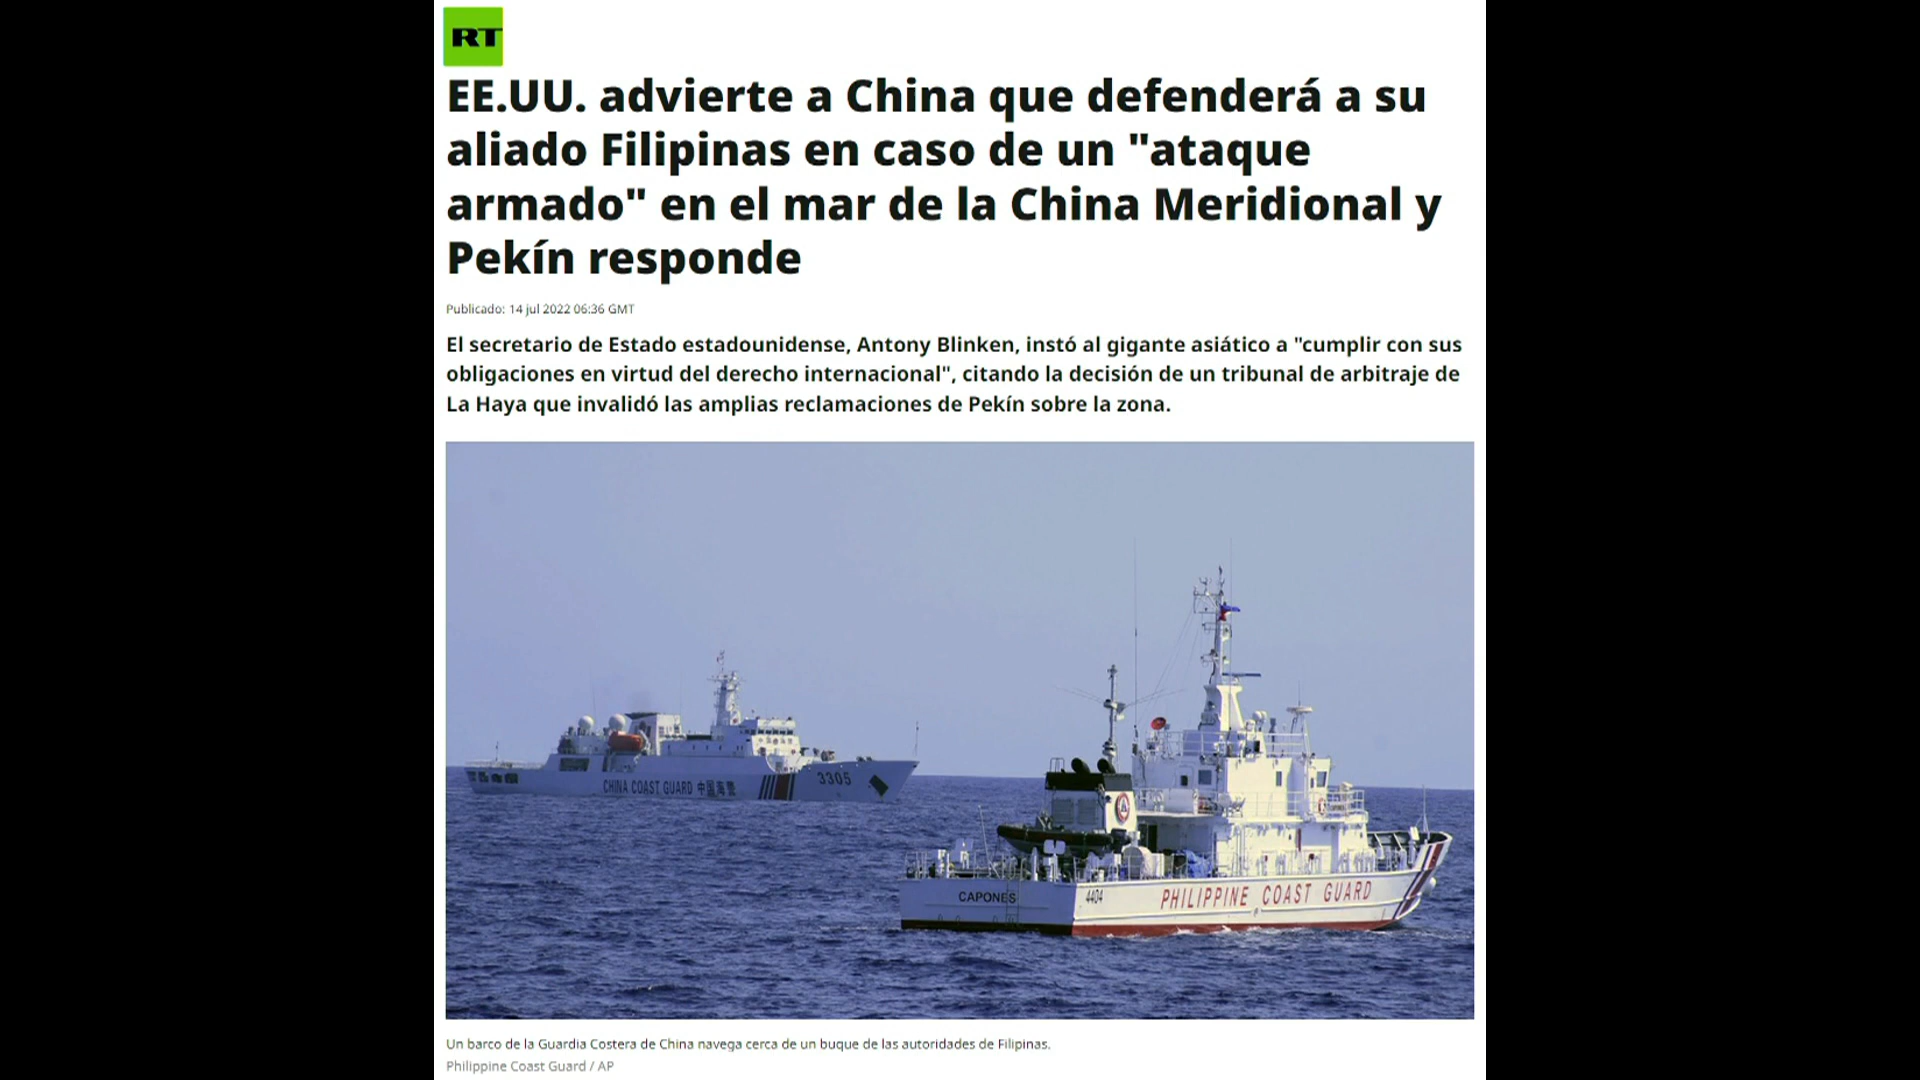 RT
EE.UU. advierte a China que defenderá a su
aliado Filipinas en caso de un "ataque
armado" en el mar de la China Meridional y
Pekín responde
Publicado: 14 jul 2022 06:36 GMT
El secretario de Estado estadounidense, Antony Blinken, instó al gigante asiático a "cumplir con sus
obligaciones en virtud del derecho internacional", citando la decisión de un tribunal de arbitraje de
La Haya que invalidó las amplias reclamaciones de Pekín sobre la zona.
CHINA COAST GUARD 中国海警
3305
CAPONES
4404
PHILIPPINE COAST GUARD
Un barco de la Guardia Costera de China navega cerca de un buque de las autoridades de Filipinas.
Philippine Coast Guard / AP